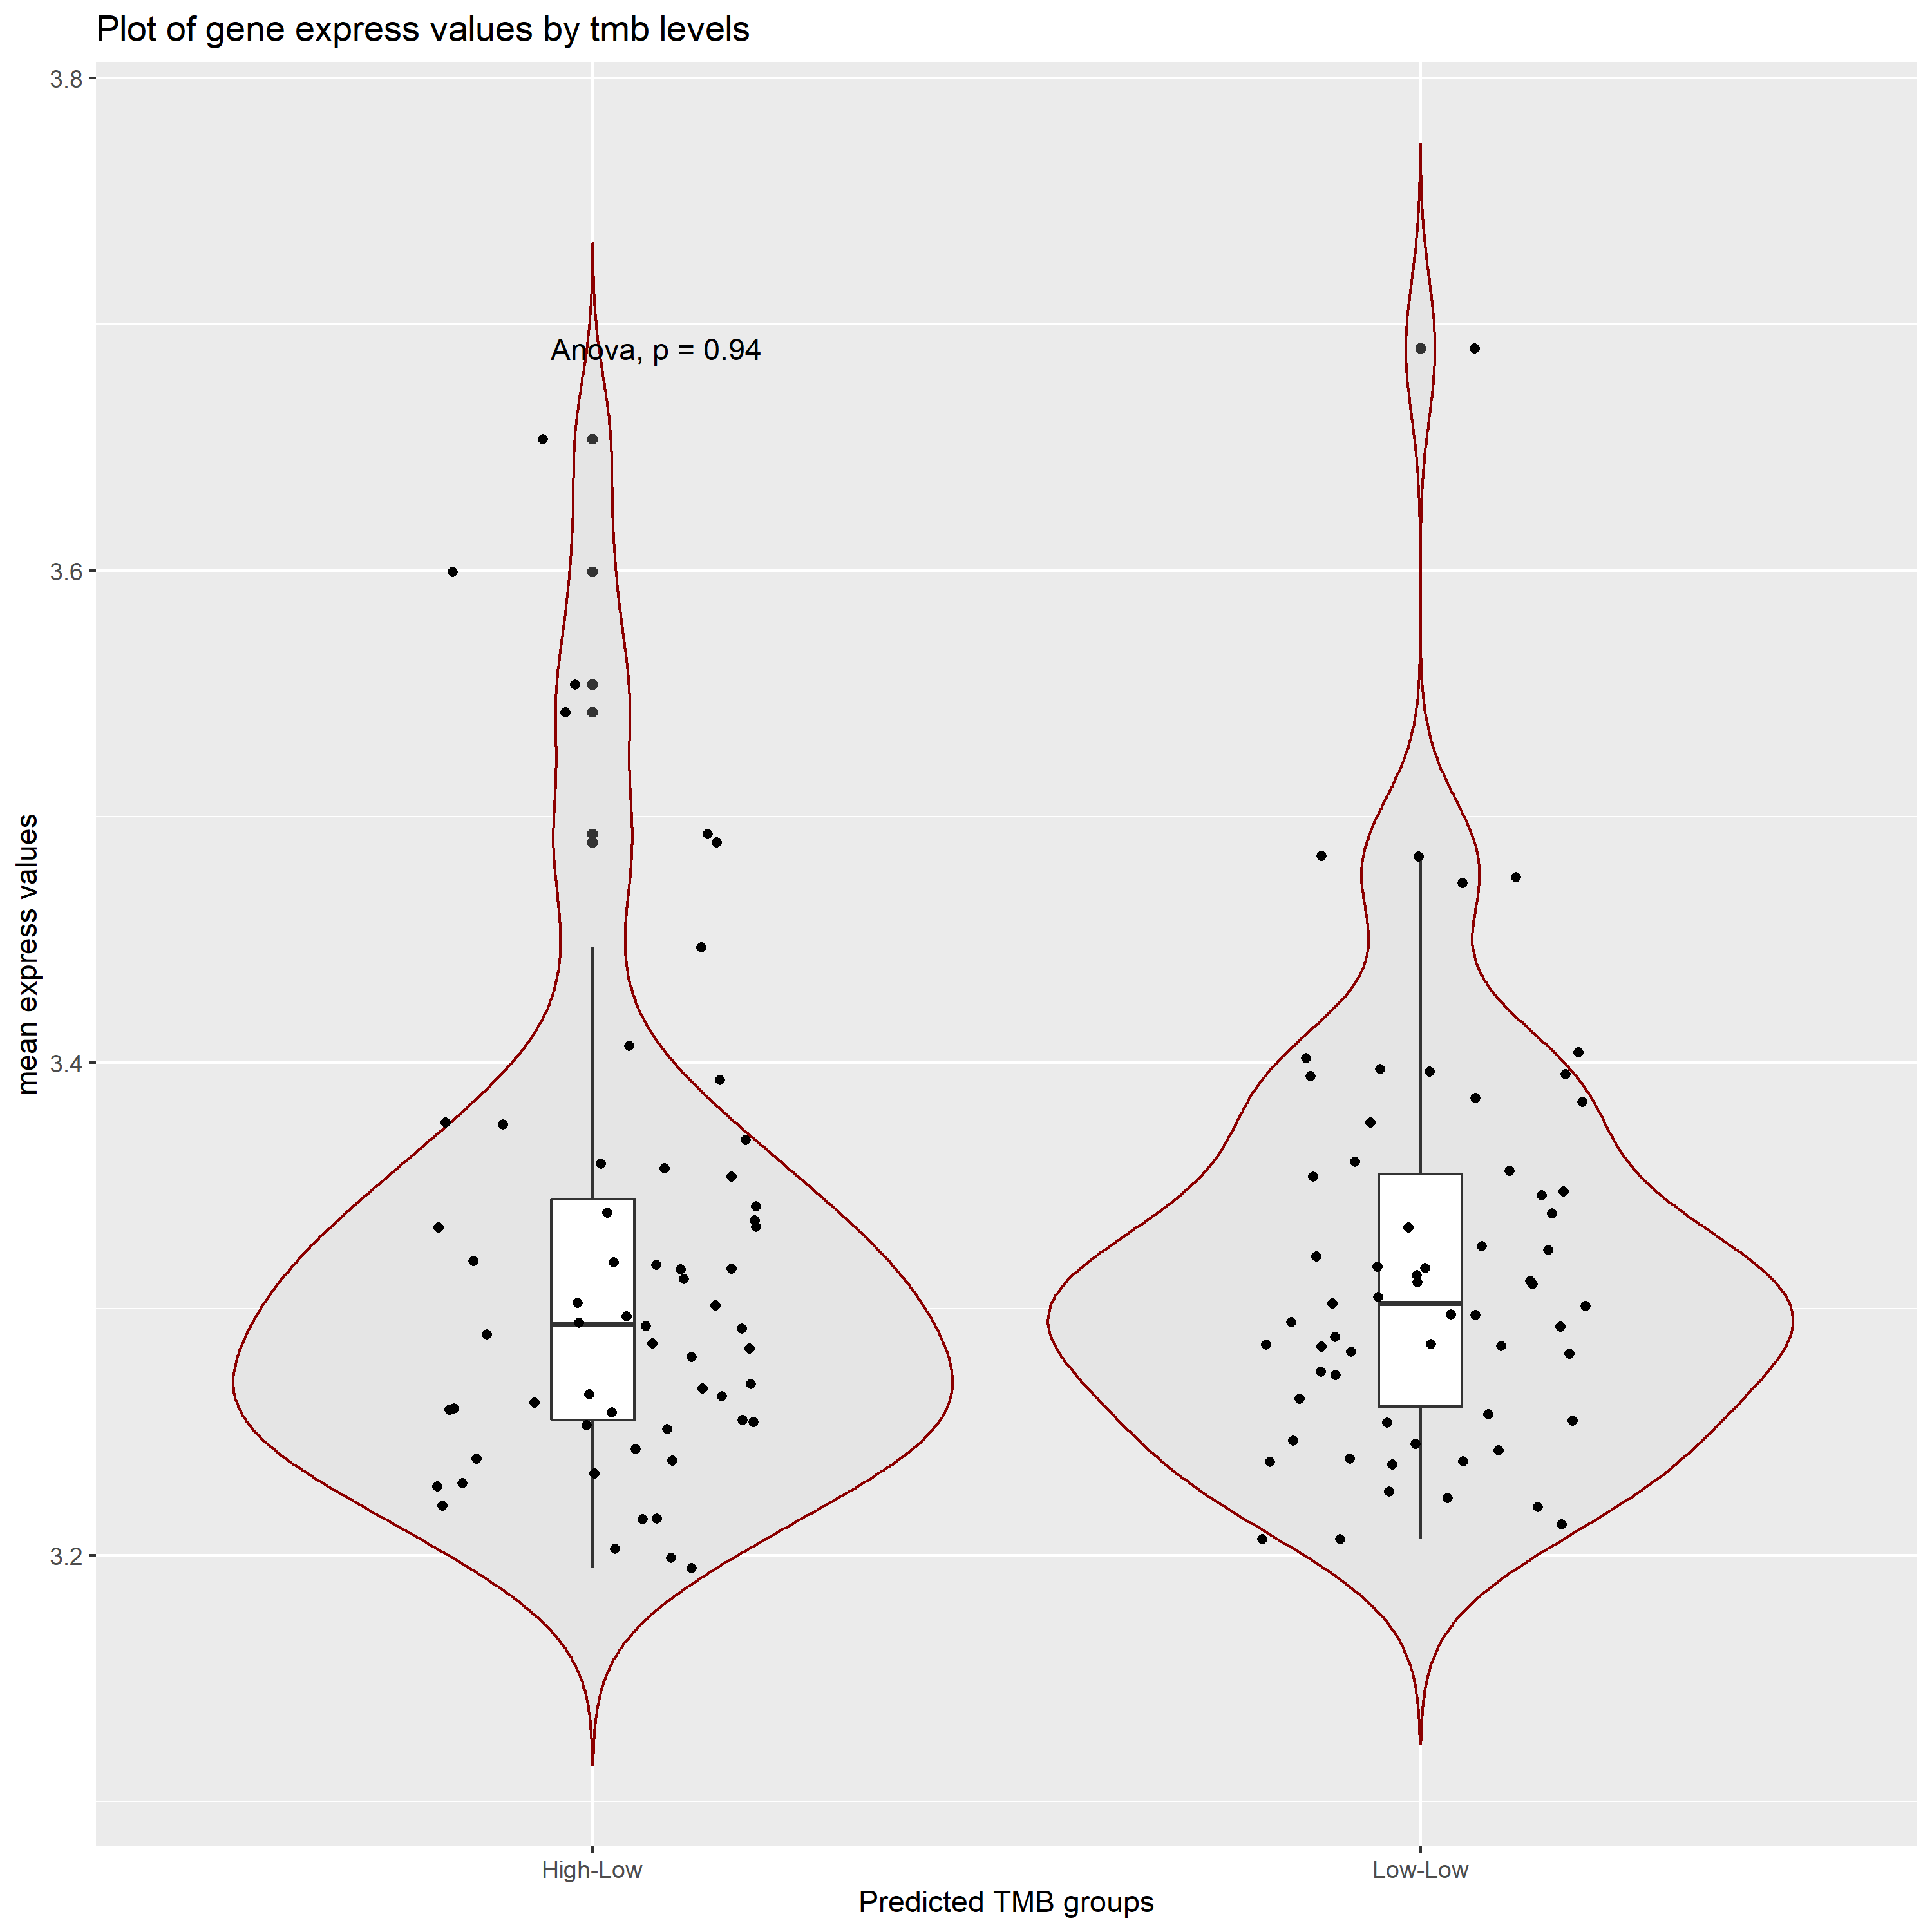 Plot of gene express values by tmb levels
3.8
Anova, p = 0.94
3.6
mean express values
3.4
3.2
High-Low
Low-Low
Predicted TMB groups